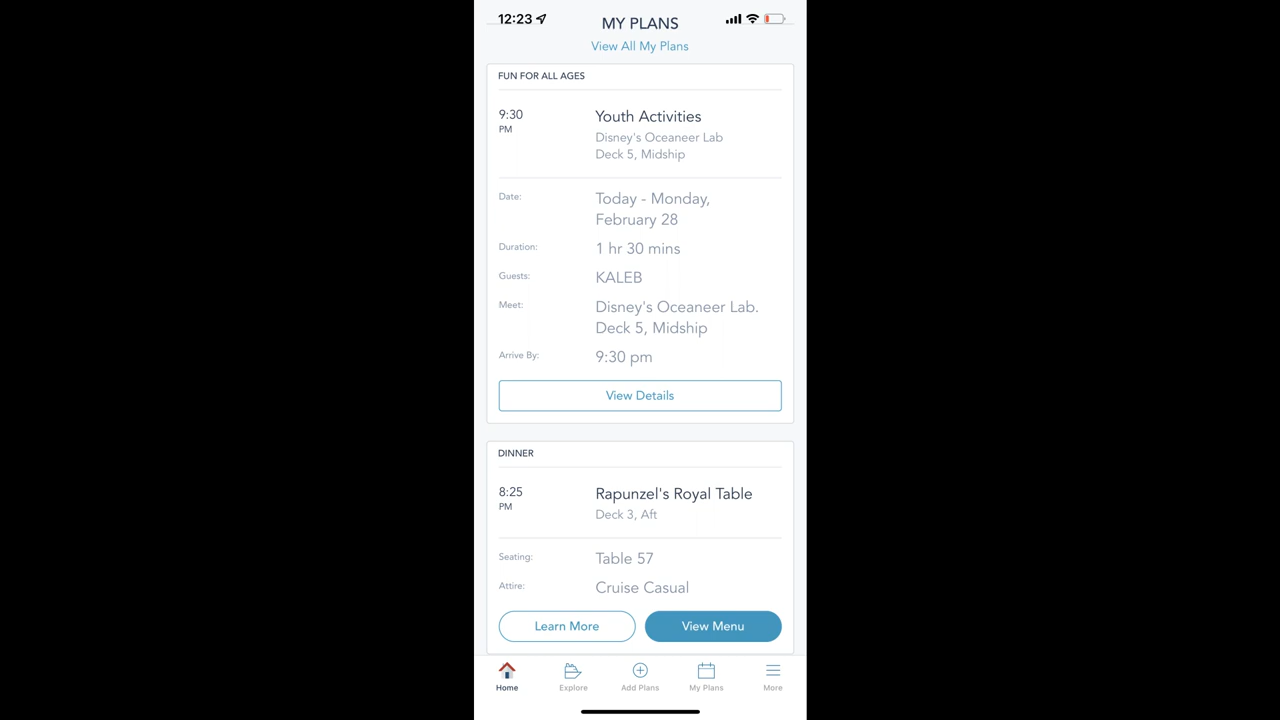 12:23
MY PLANS
View All My Plans
FUN FOR ALL AGES
9:30
PM
Youth Activities
Disney's Oceaneer Lab
Deck 5, Midship
Date:
Today - Monday,
February 28
Duration:
1 hr 30 mins
Guests:
KALEB
Meet:
Disney's Oceaneer Lab.
Deck 5, Midship
Arrive By:
9:30 pm
View Details
DINNER
8:25
PM
Rapunzel's Royal Table
Deck 3, Aft
Seating:
Table 57
Attire:
Cruise Casual
Learn More
View Menu
Home
Explore
Add Plans
My Plans
More